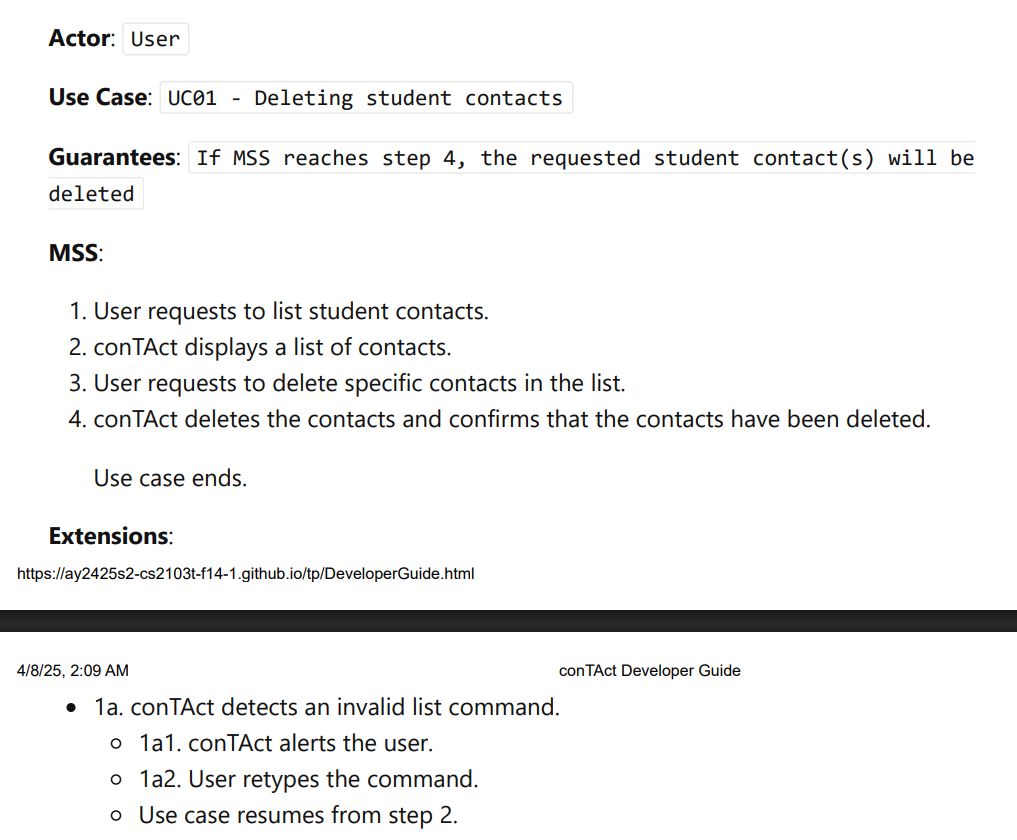 Actor: User
Use Case: UC01 - Deleting student contacts
Guarantees: If MSS reaches step 4, the requested student contact(s) will be
deleted
MSS:
1. User requests to list student contacts.
2. conTAct displays a list of contacts.
3. User requests to delete specific contacts in the list.
4. conTAct deletes the contacts and confirms that the contacts have been deleted.
Use case ends.
Extensions:
https://ay2425s2-cs2103t-f14-1.github.io/tp/DeveloperGuide.html
4/8/25, 2:09 AM conTAct Developer Guide
• 1a. conTAct detects an invalid list command.
○ 1a1. conTAct alerts the user.
○ 1a2. User retypes the command.
○ Use case resumes from step 2.